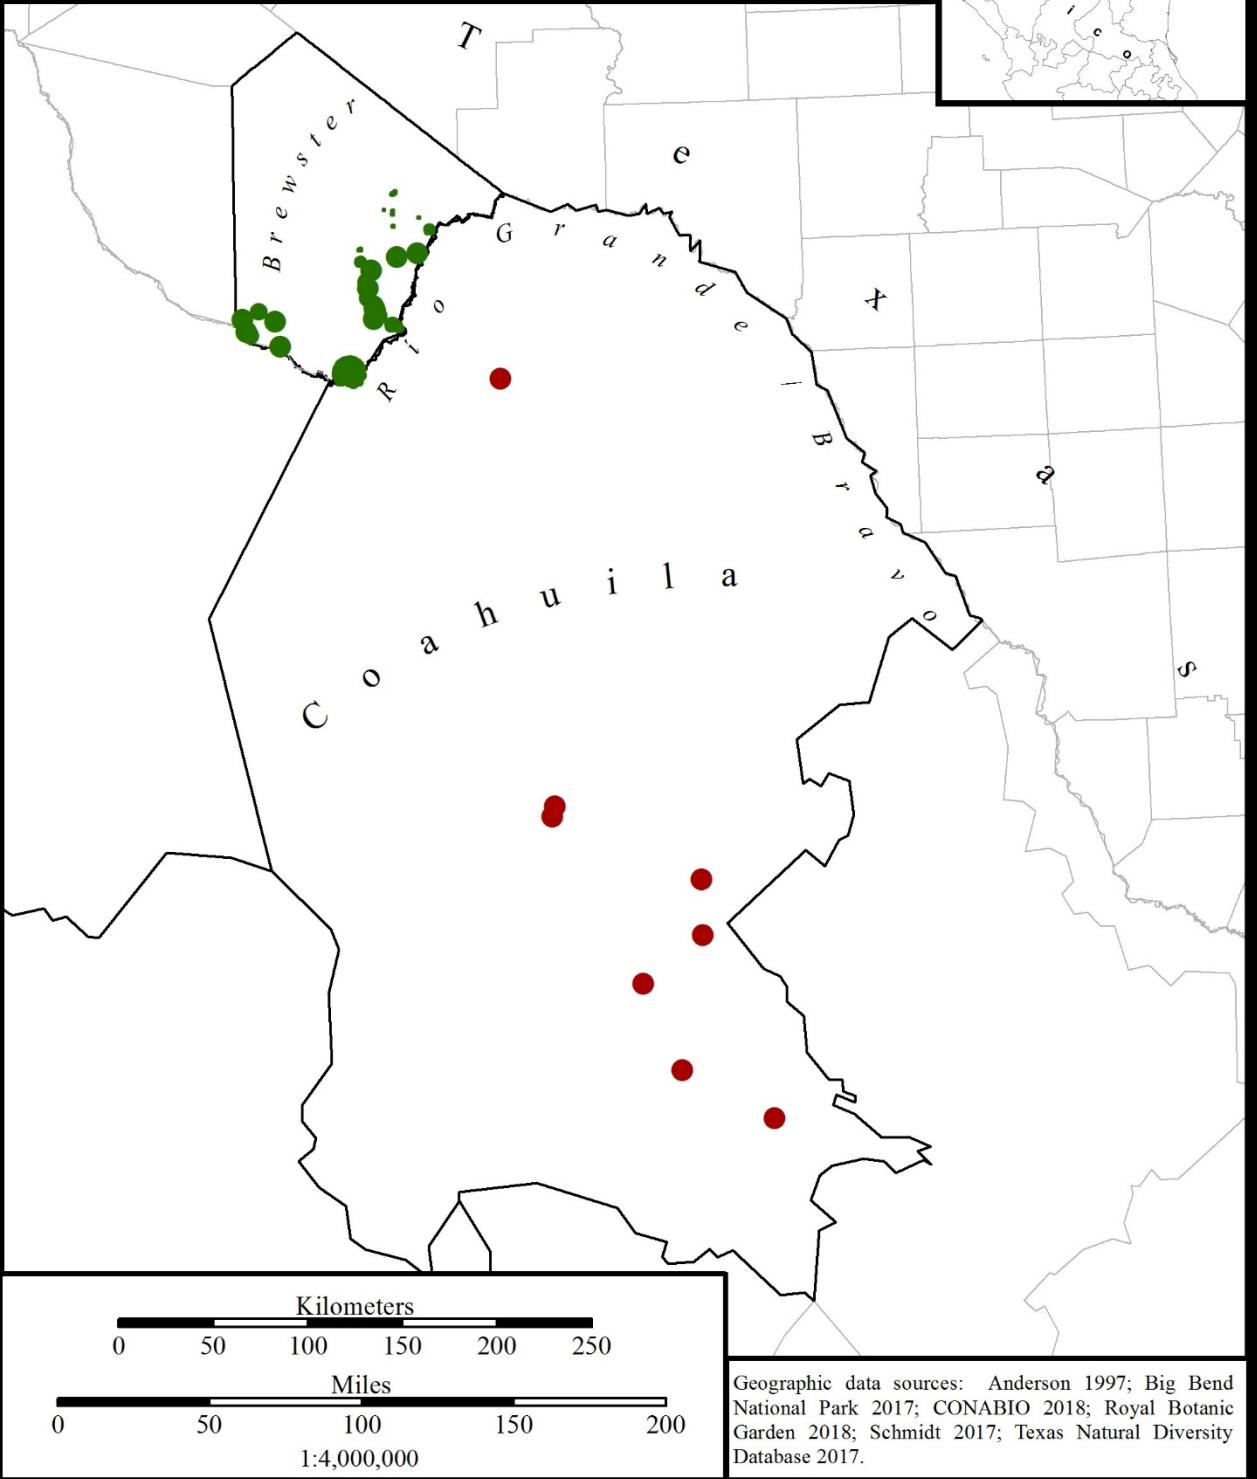 i
c
o
T e x a s
Brewster
Rio Grande l Bravo
Coahuila
Kilometers
0 50 100 150 200 250
Miles
0 50 100 150 200
1:4,000,000
Geographic data sources: Anderson 1997; Big Bend
National Park 2017; CONABIO 2018; Royal Botanic
Garden 2018; Schmidt 2017; Texas Natural Diversity
Database 2017.